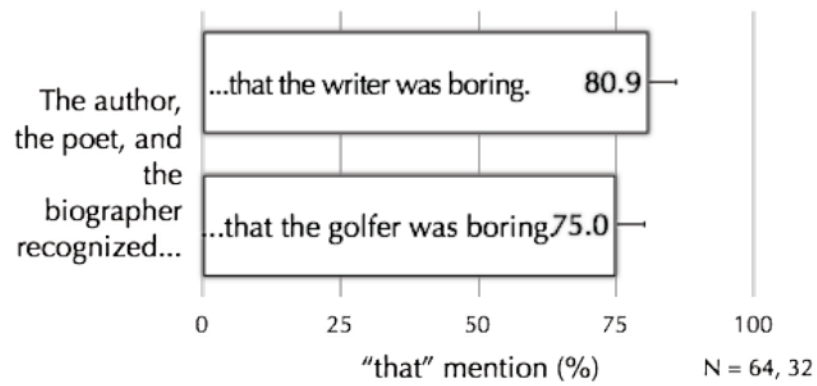 The author,
the poet, and
the
biographer
recognized...
...that the writer was boring. 80.9
...that the golfer was boring. 75.0
0 25 50 75 100
"that" mention (%)
N = 64, 32